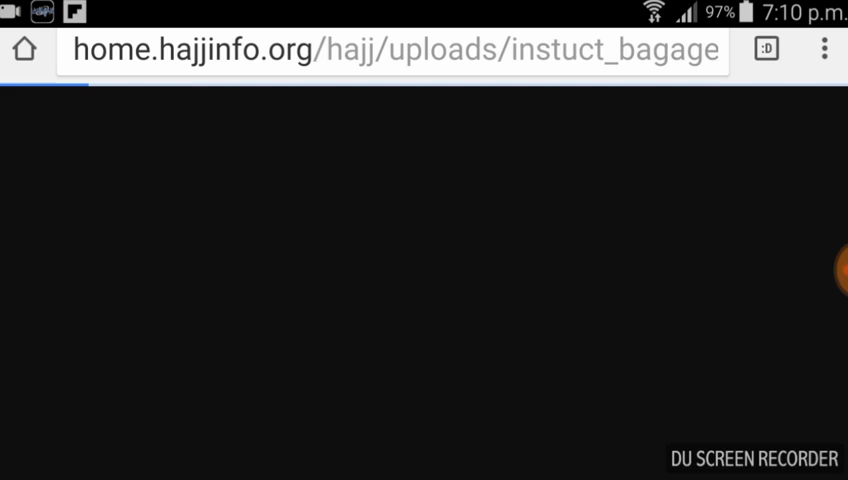 97% 7:10 p.m.
home.hajjinfo.org/hajj/uploads/instuct_bagage
:D
DU SCREEN RECORDER